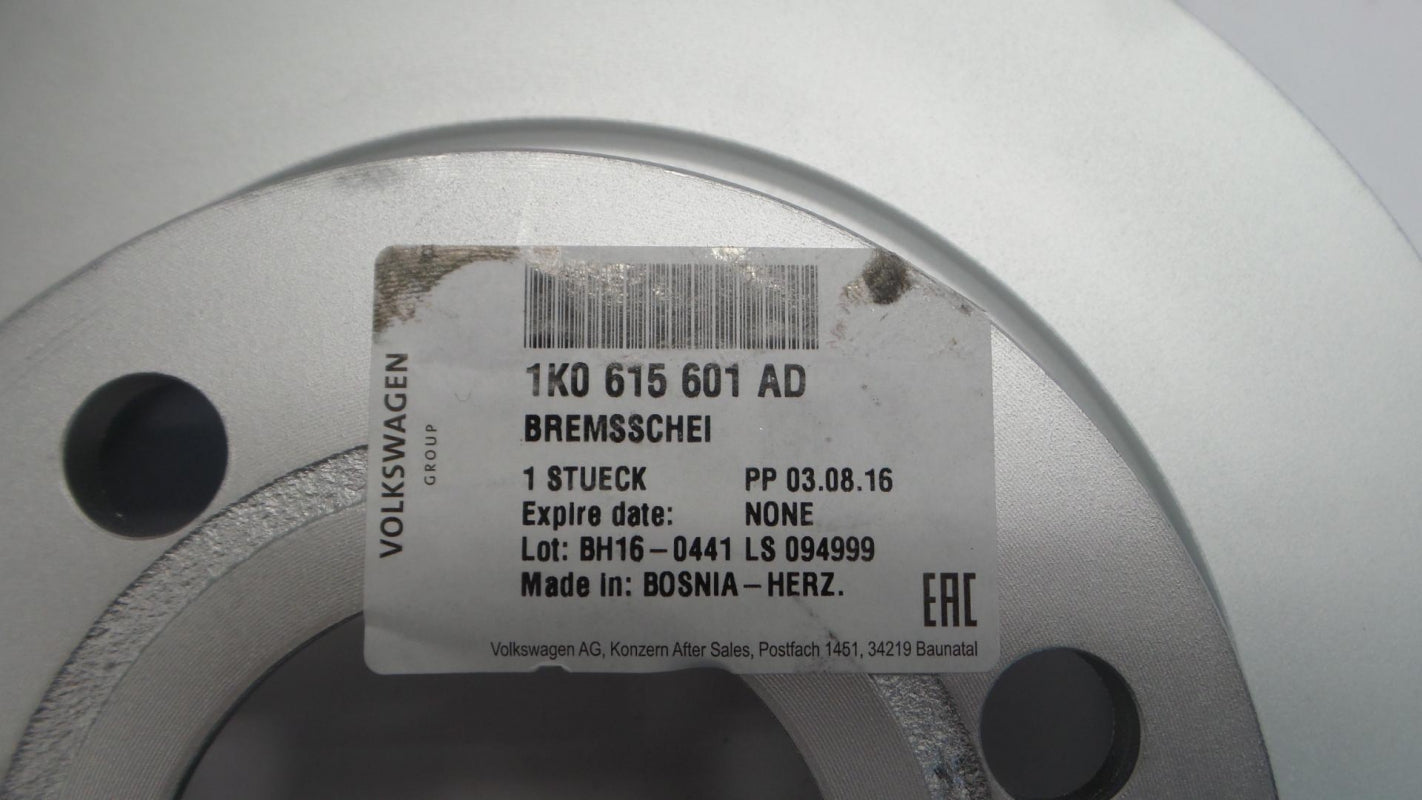 VOLKSWAGEN
GROUP
1K0 615 601 AD
BREMSSCHEI
1 STUECK PP 03.08.16
Expire date: NONE
Lot: BH16-0441 LS 094999
Made in: BOSNIA-HERZ.
EAC
Volkswagen AG, Konzern After Sales, Postfach 1451, 34219 Baunatal